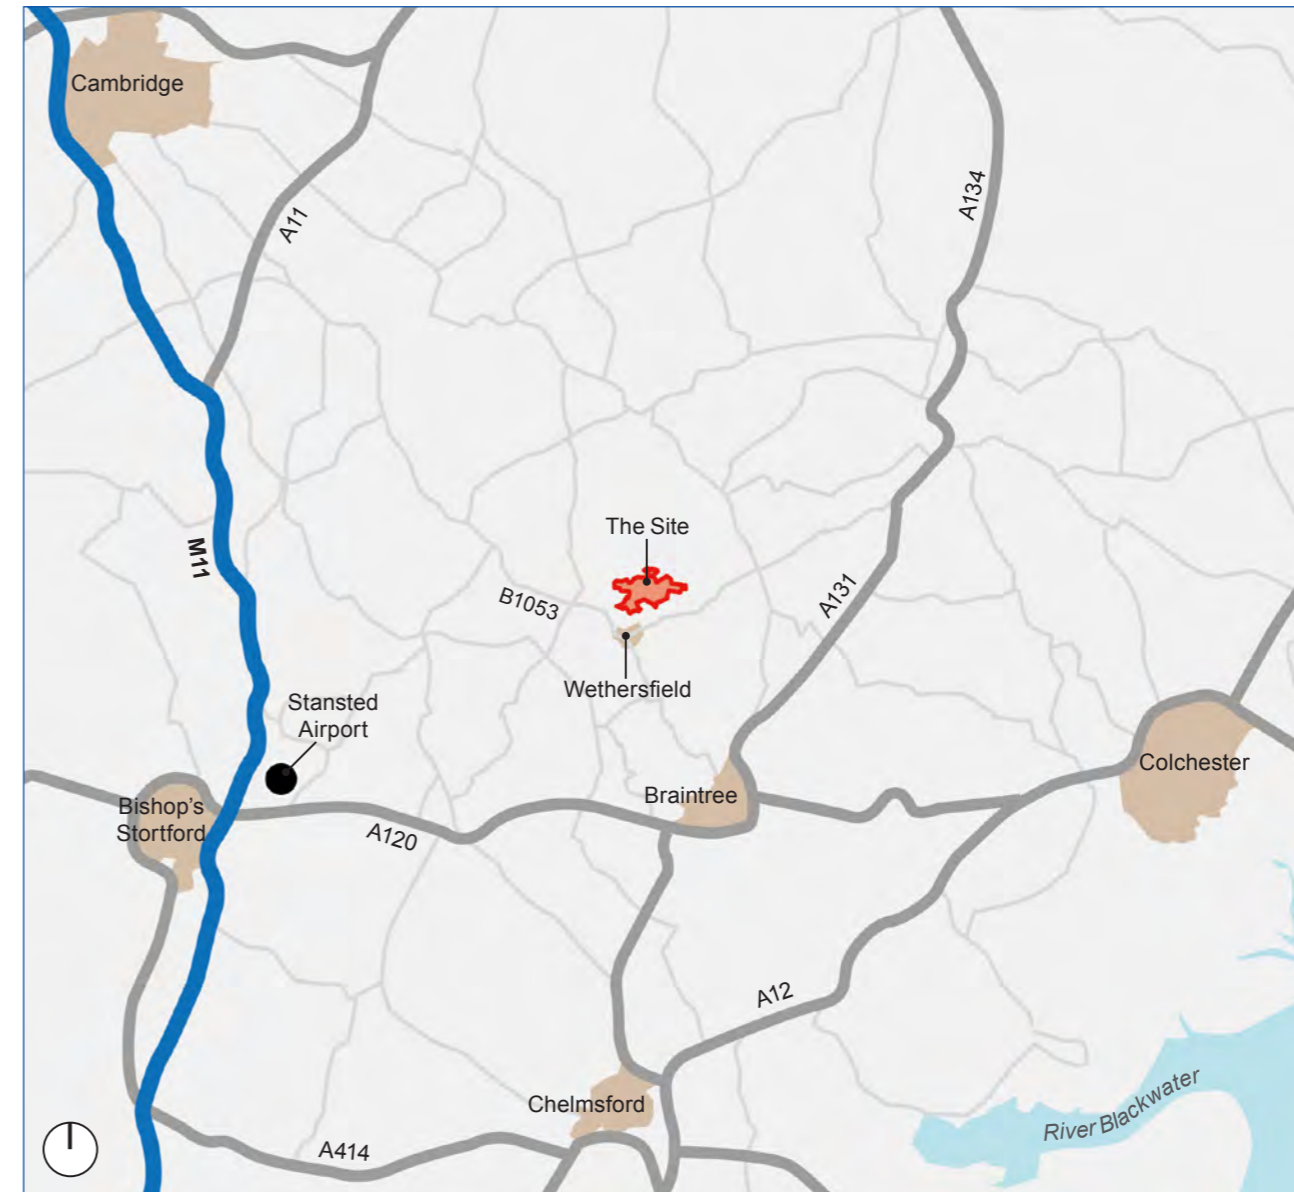 Cambridge
A11
A134
The Site
M11
B1053
A131
Wethersfield
Stansted
Airport
Colchester
Braintree
Bishop's
Stortford
A120
A12
River Blackwater
Chelmsford
A414